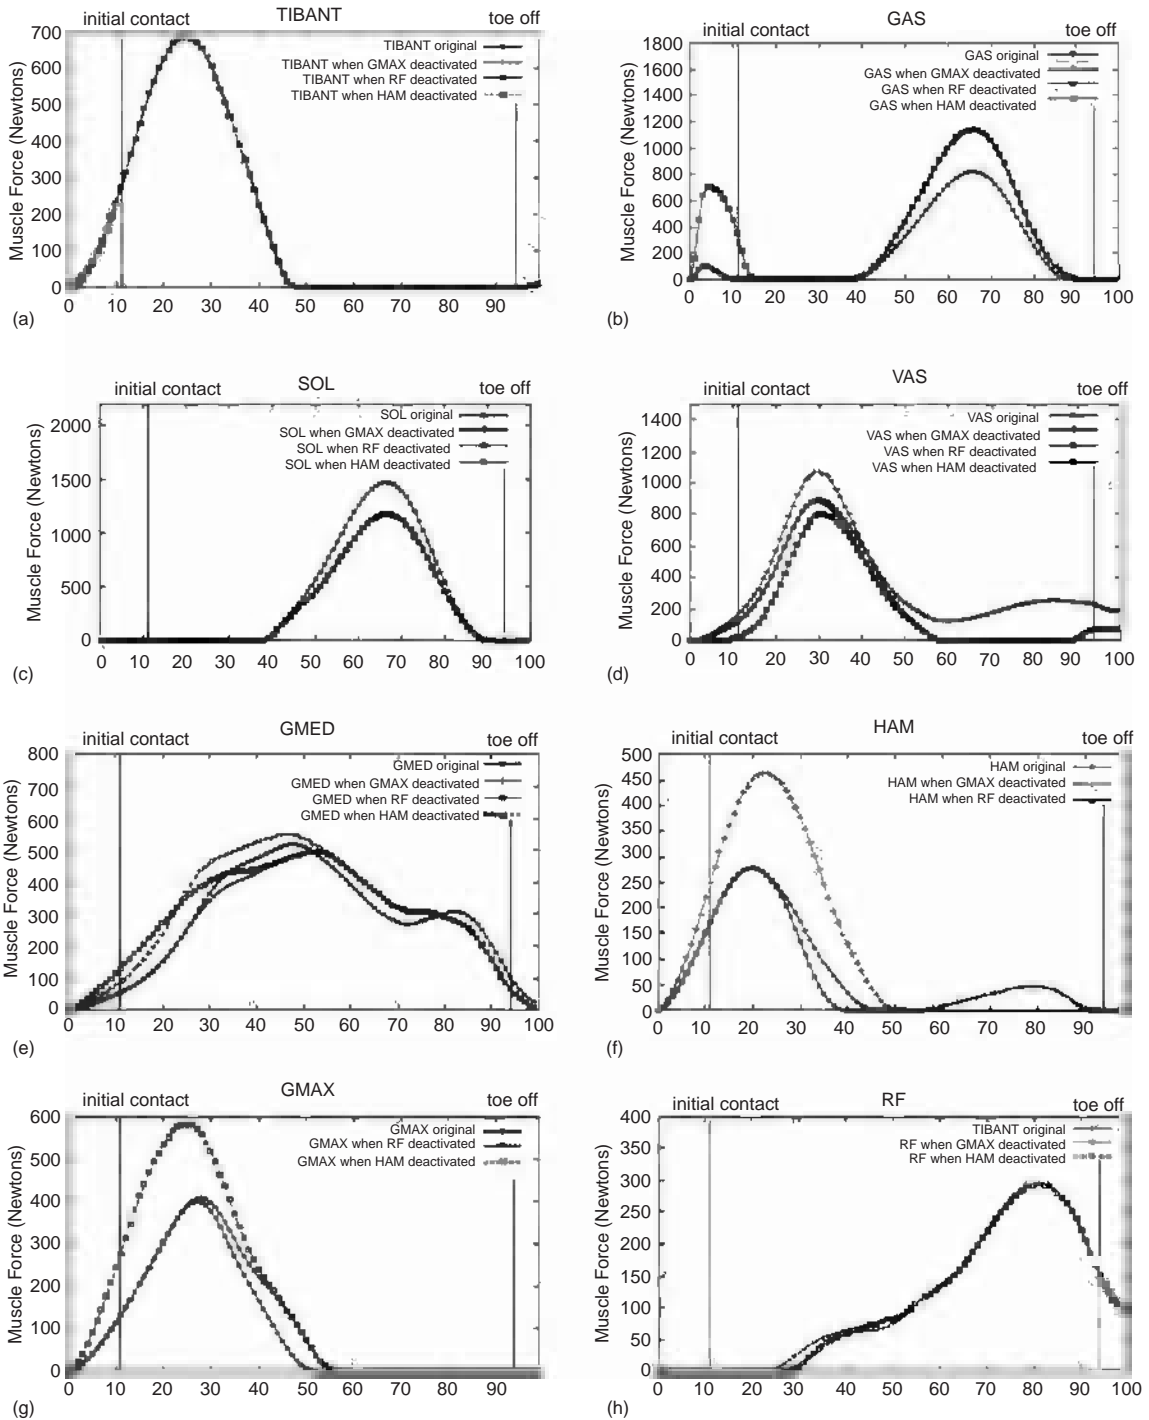 initial contact TIBANT toe off
700
600
500
400
300
200
100
0
Muscle Force (Newtons)
TIBANT original
TIBANT when GMAX deactivated
TIBANT when RF deactivated
TIBANT when HAM deactivated
0 10 20 30 40 50 60 70 80 90 100
(a)
GAS
initial contact toe off
1800
1600
1400
1200
1000
800
600
400
200
0
Muscle Force (Newtons)
GAS original
GAS when GMAX deactivated
GAS when RF deactivated
GAS when HAM deactivated
0 10 20 30 40 50 60 70 80 90 100
(b)
SOL
initial contact toe off
2000
1500
1000
500
0
Muscle Force (Newtons)
SOL original
SOL when GMAX deactivated
SOL when RF deactivated
SOL when HAM deactivated
0 10 20 30 40 50 60 70 80 90 100
(c)
VAS
initial contact toe off
1400
1200
1000
800
600
400
200
0
Muscle Force (Newtons)
VAS original
VAS when GMAX deactivated
VAS when RF deactivated
VAS when HAM deactivated
0 10 20 30 40 50 60 70 80 90 100
(d)
GMED
initial contact toe off
800
700
600
500
400
300
200
100
0
Muscle Force (Newtons)
GMED original
GMED when GMAX deactivated
GMED when RF deactivated
GMED when HAM deactivated
0 10 20 30 40 50 60 70 80 90 100
(e)
HAM
initial contact toe off
500
450
400
350
300
250
200
150
100
50
0
Muscle Force (Newtons)
HAM original
HAM when GMAX deactivated
HAM when RF deactivated
0 10 20 30 40 50 60 70 80 90 100
(f)
GMAX
initial contact toe off
600
500
400
300
200
100
0
Muscle Force (Newtons)
GMAX original
GMAX when RF deactivated
GMAX when HAM deactivated
0 10 20 30 40 50 60 70 80 90 100
(g)
RF
initial contact toe off
400
350
300
250
200
150
100
50
0
Muscle Force (Newtons)
TIBANT original
RF when GMAX deactivated
RF when HAM deactivated
0 10 20 30 40 50 60 70 80 90 100
(h)